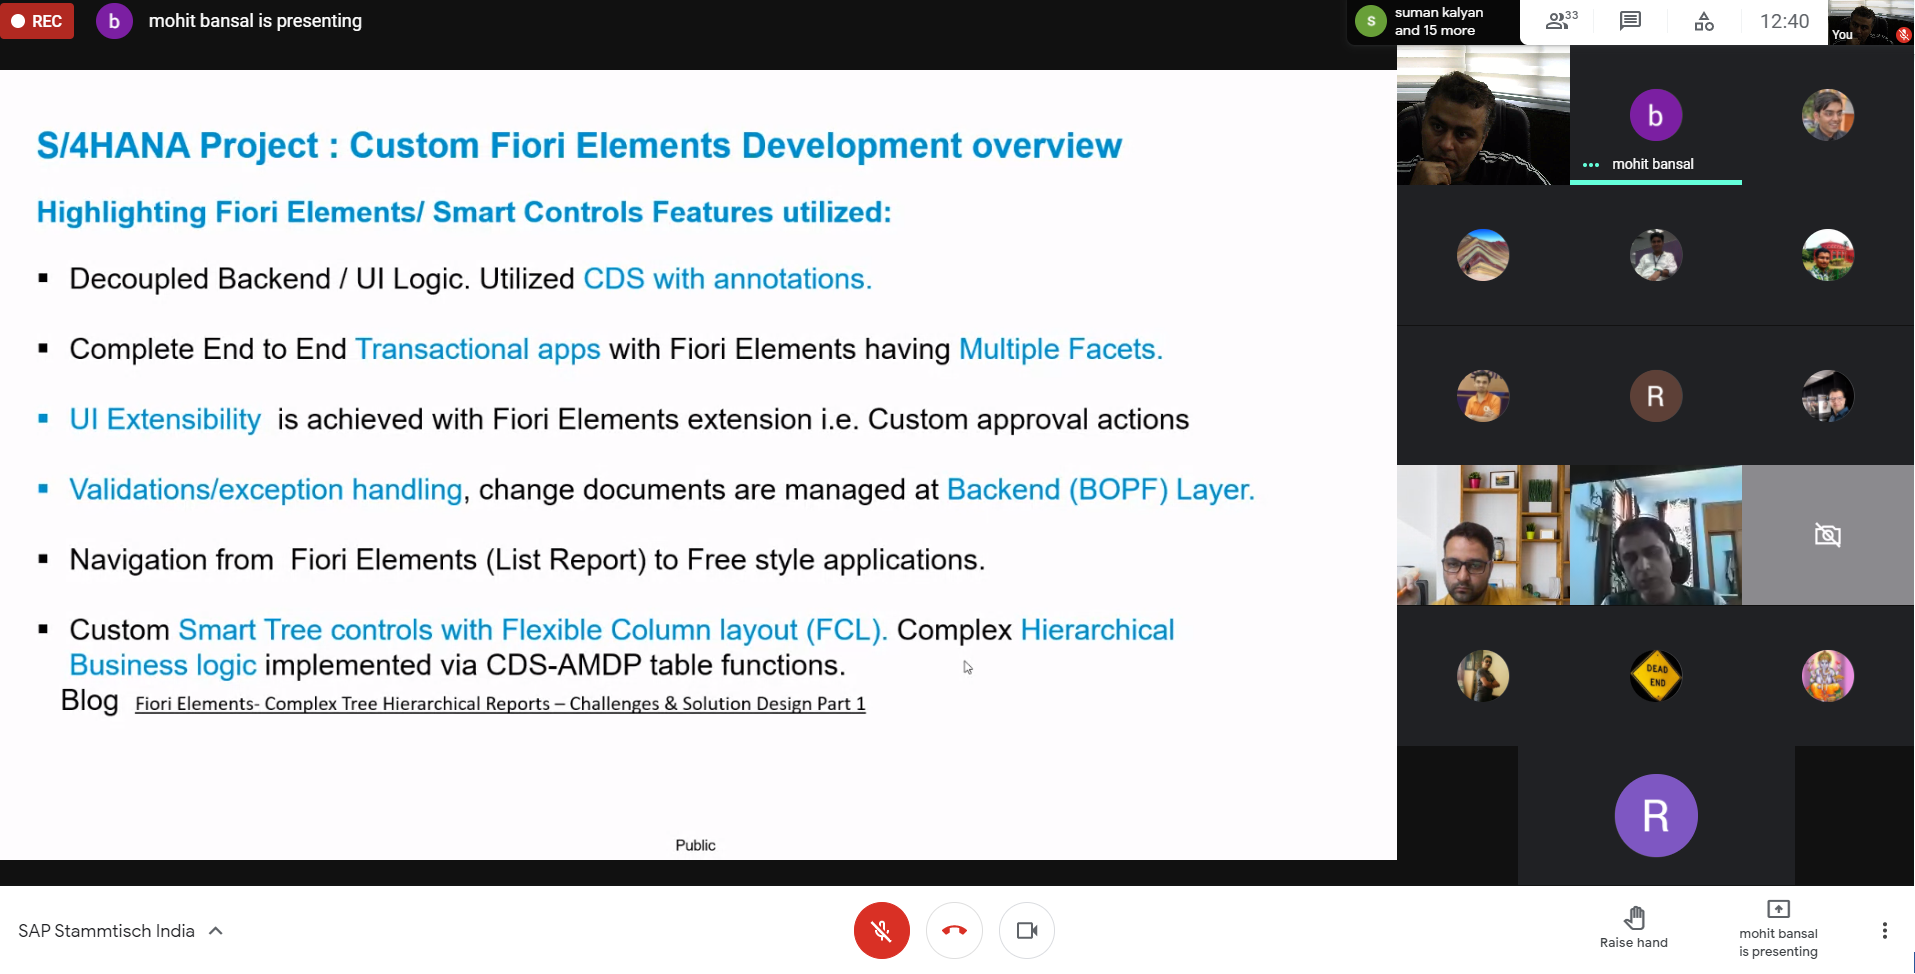 REC
b
mohit bansal is presenting
S
suman kalyan
and 15 more
33
12:40
You
S/4HANA Project : Custom Fiori Elements Development overview
Highlighting Fiori Elements/ Smart Controls Features utilized:
▪ Decoupled Backend / UI Logic. Utilized CDS with annotations.
▪ Complete End to End Transactional apps with Fiori Elements having Multiple Facets.
▪ UI Extensibility is achieved with Fiori Elements extension i.e. Custom approval actions
▪ Validations/exception handling, change documents are managed at Backend (BOPF) Layer.
▪ Navigation from Fiori Elements (List Report) to Free style applications.
▪ Custom Smart Tree controls with Flexible Column layout (FCL). Complex Hierarchical
Business logic implemented via CDS-AMDP table functions.
Blog Fiori Elements- Complex Tree Hierarchical Reports – Challenges & Solution Design Part 1
Public
b
mohit bansal
R
DEAD
END
R
SAP Stammtisch India
Raise hand
mohit bansal
is presenting